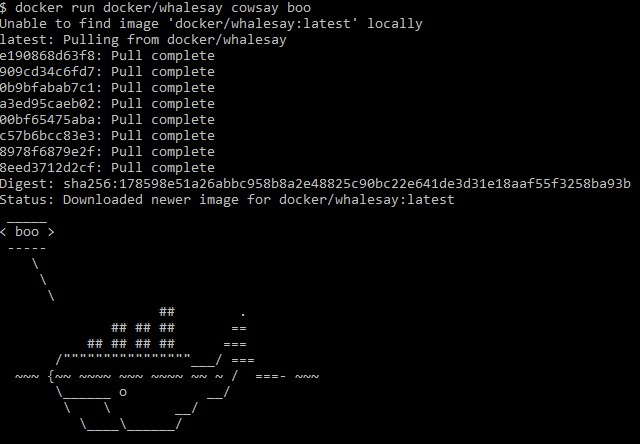 $ docker run docker/whalesay cowsay boo
Unable to find image 'docker/whalesay:latest' locally
latest: Pulling from docker/whalesay
e190868d63f8: Pull complete
909cd34c6fd7: Pull complete
0b9bfabab7c1: Pull complete
a3ed95caeb02: Pull complete
00bf65475aba: Pull complete
c57b6bcc83e3: Pull complete
8978f6879e2f: Pull complete
8eed3712d2cf: Pull complete
Digest: sha256:178598e51a26abbc958b8a2e48825c90bc22e641de3d31e18aaf55f3258ba93b
Status: Downloaded newer image for docker/whalesay:latest
 _____
< boo >
 -----
    \
     \
      \
                    ##        .
              ## ## ##       ==
           ## ## ## ##      ===
       /""""""""""""""""___/ ===
  ~~~ {~~ ~~~~ ~~~ ~~~~ ~~ ~ /  ===- ~~~
       \______ o          __/
        \    \        __/
          \____\______/